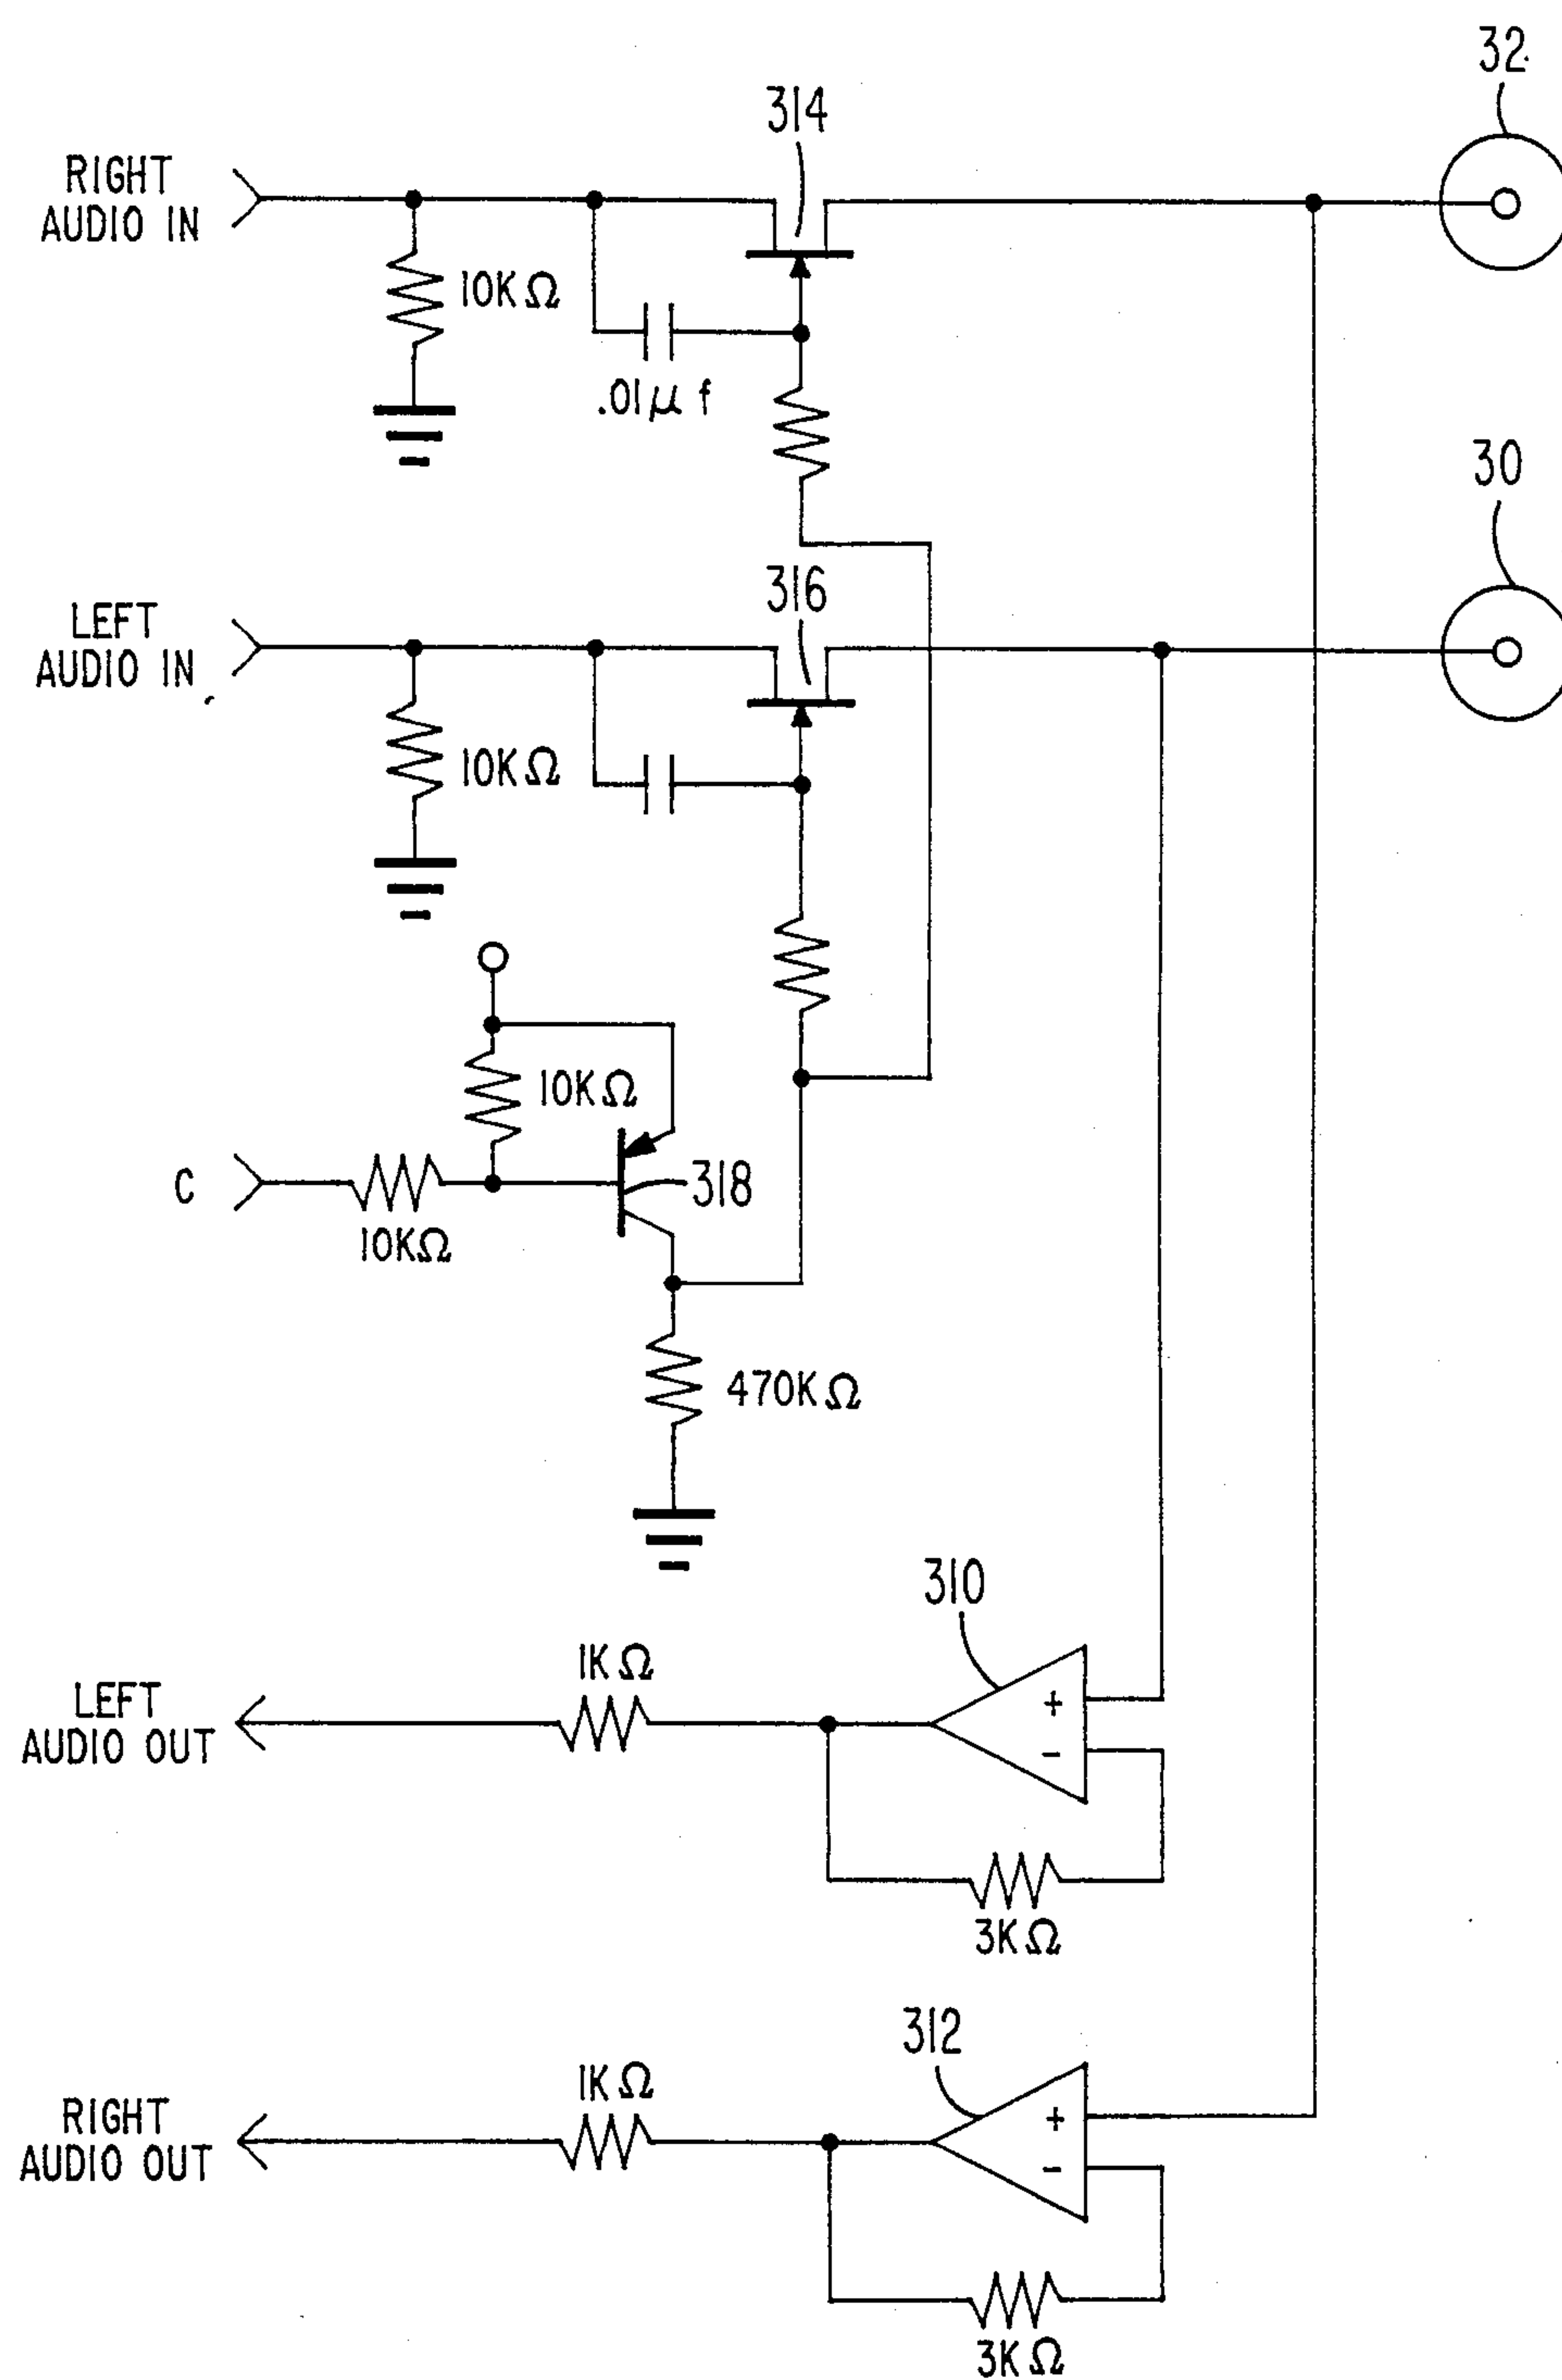 32
314
RIGHT
AUDIO IN
10KΩ
.01μf
30
316
LEFT
AUDIO IN
10KΩ
10KΩ
C
318
10KΩ
470KΩ
310
1KΩ
LEFT
AUDIO OUT
+
-
3KΩ
312
1KΩ
RIGHT
AUDIO OUT
+
-
3KΩ